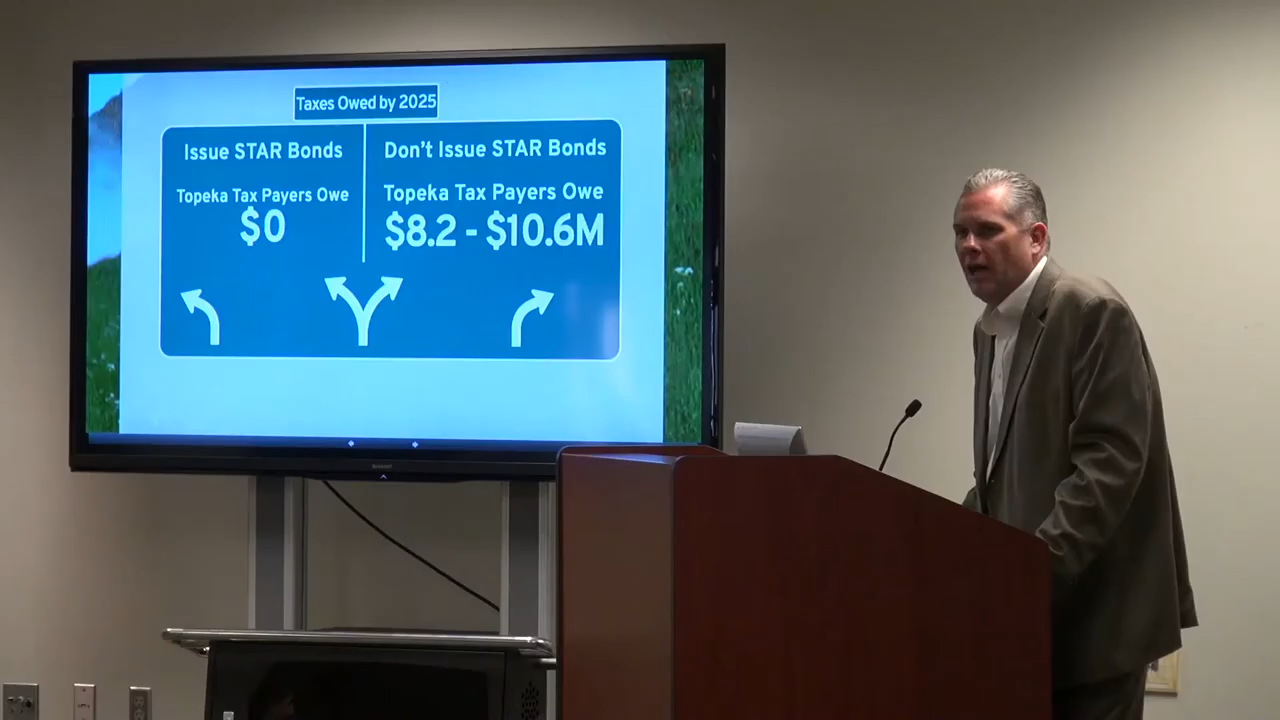 Taxes Owed by 2025
Issue STAR Bonds
Topeka Tax Payers Owe
$0
Don't Issue STAR Bonds
Topeka Tax Payers Owe
$8.2 - $10.6M
SHARP